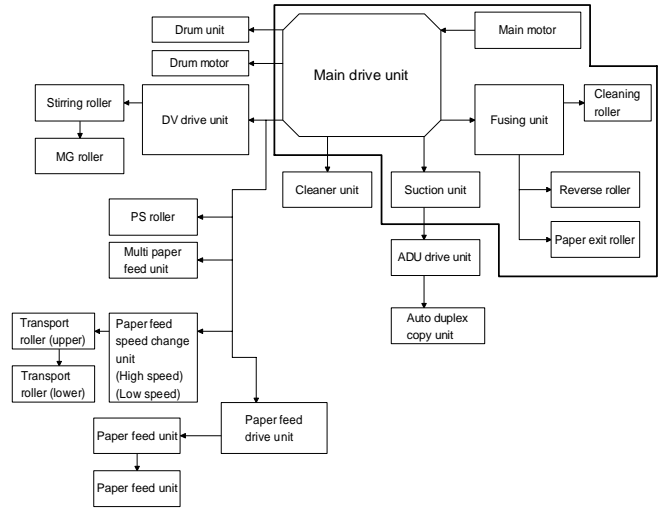 Drum unit
Main motor
Drum motor
Main drive unit
Stirring roller
DV drive unit
Fusing unit
Cleaning
roller
MG roller
Cleaner unit
Suction unit
Reverse roller
PS roller
Paper exit roller
Multi paper
feed unit
ADU drive unit
Auto duplex
copy unit
Transport
roller (upper)
Paper feed
speed change
unit
(High speed)
(Low speed)
Transport
roller (lower)
Paper feed
drive unit
Paper feed unit
Paper feed unit